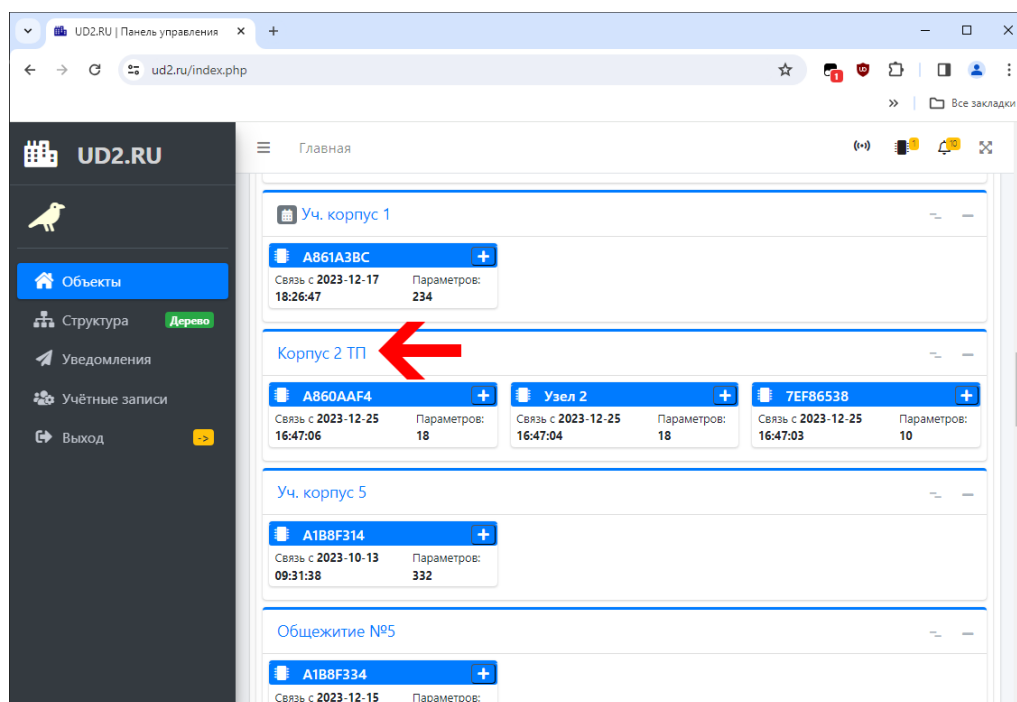 UD2.RU | Панель управления
ud2.ru/index.php
1
Все закладки
UD2.RU
Главная
1
10
Объекты
Структура Дерево
Уведомления
Учётные записи
Выход ->
Уч. корпус 1
A861A3BC
Связь с 2023-12-17 Параметров:
18:26:47 234
Корпус 2 ТП
A860AAF4 Узел 2 7EF86538
Связь с 2023-12-25 Параметров: Связь с 2023-12-25 Параметров: Связь с 2023-12-25 Параметров:
16:47:06 18 16:47:04 18 16:47:03 10
Уч. корпус 5
A1B8F314
Связь с 2023-10-13 Параметров:
09:31:38 332
Общежитие №5
A1B8F334
Связь с 2023-12-15 Параметров: